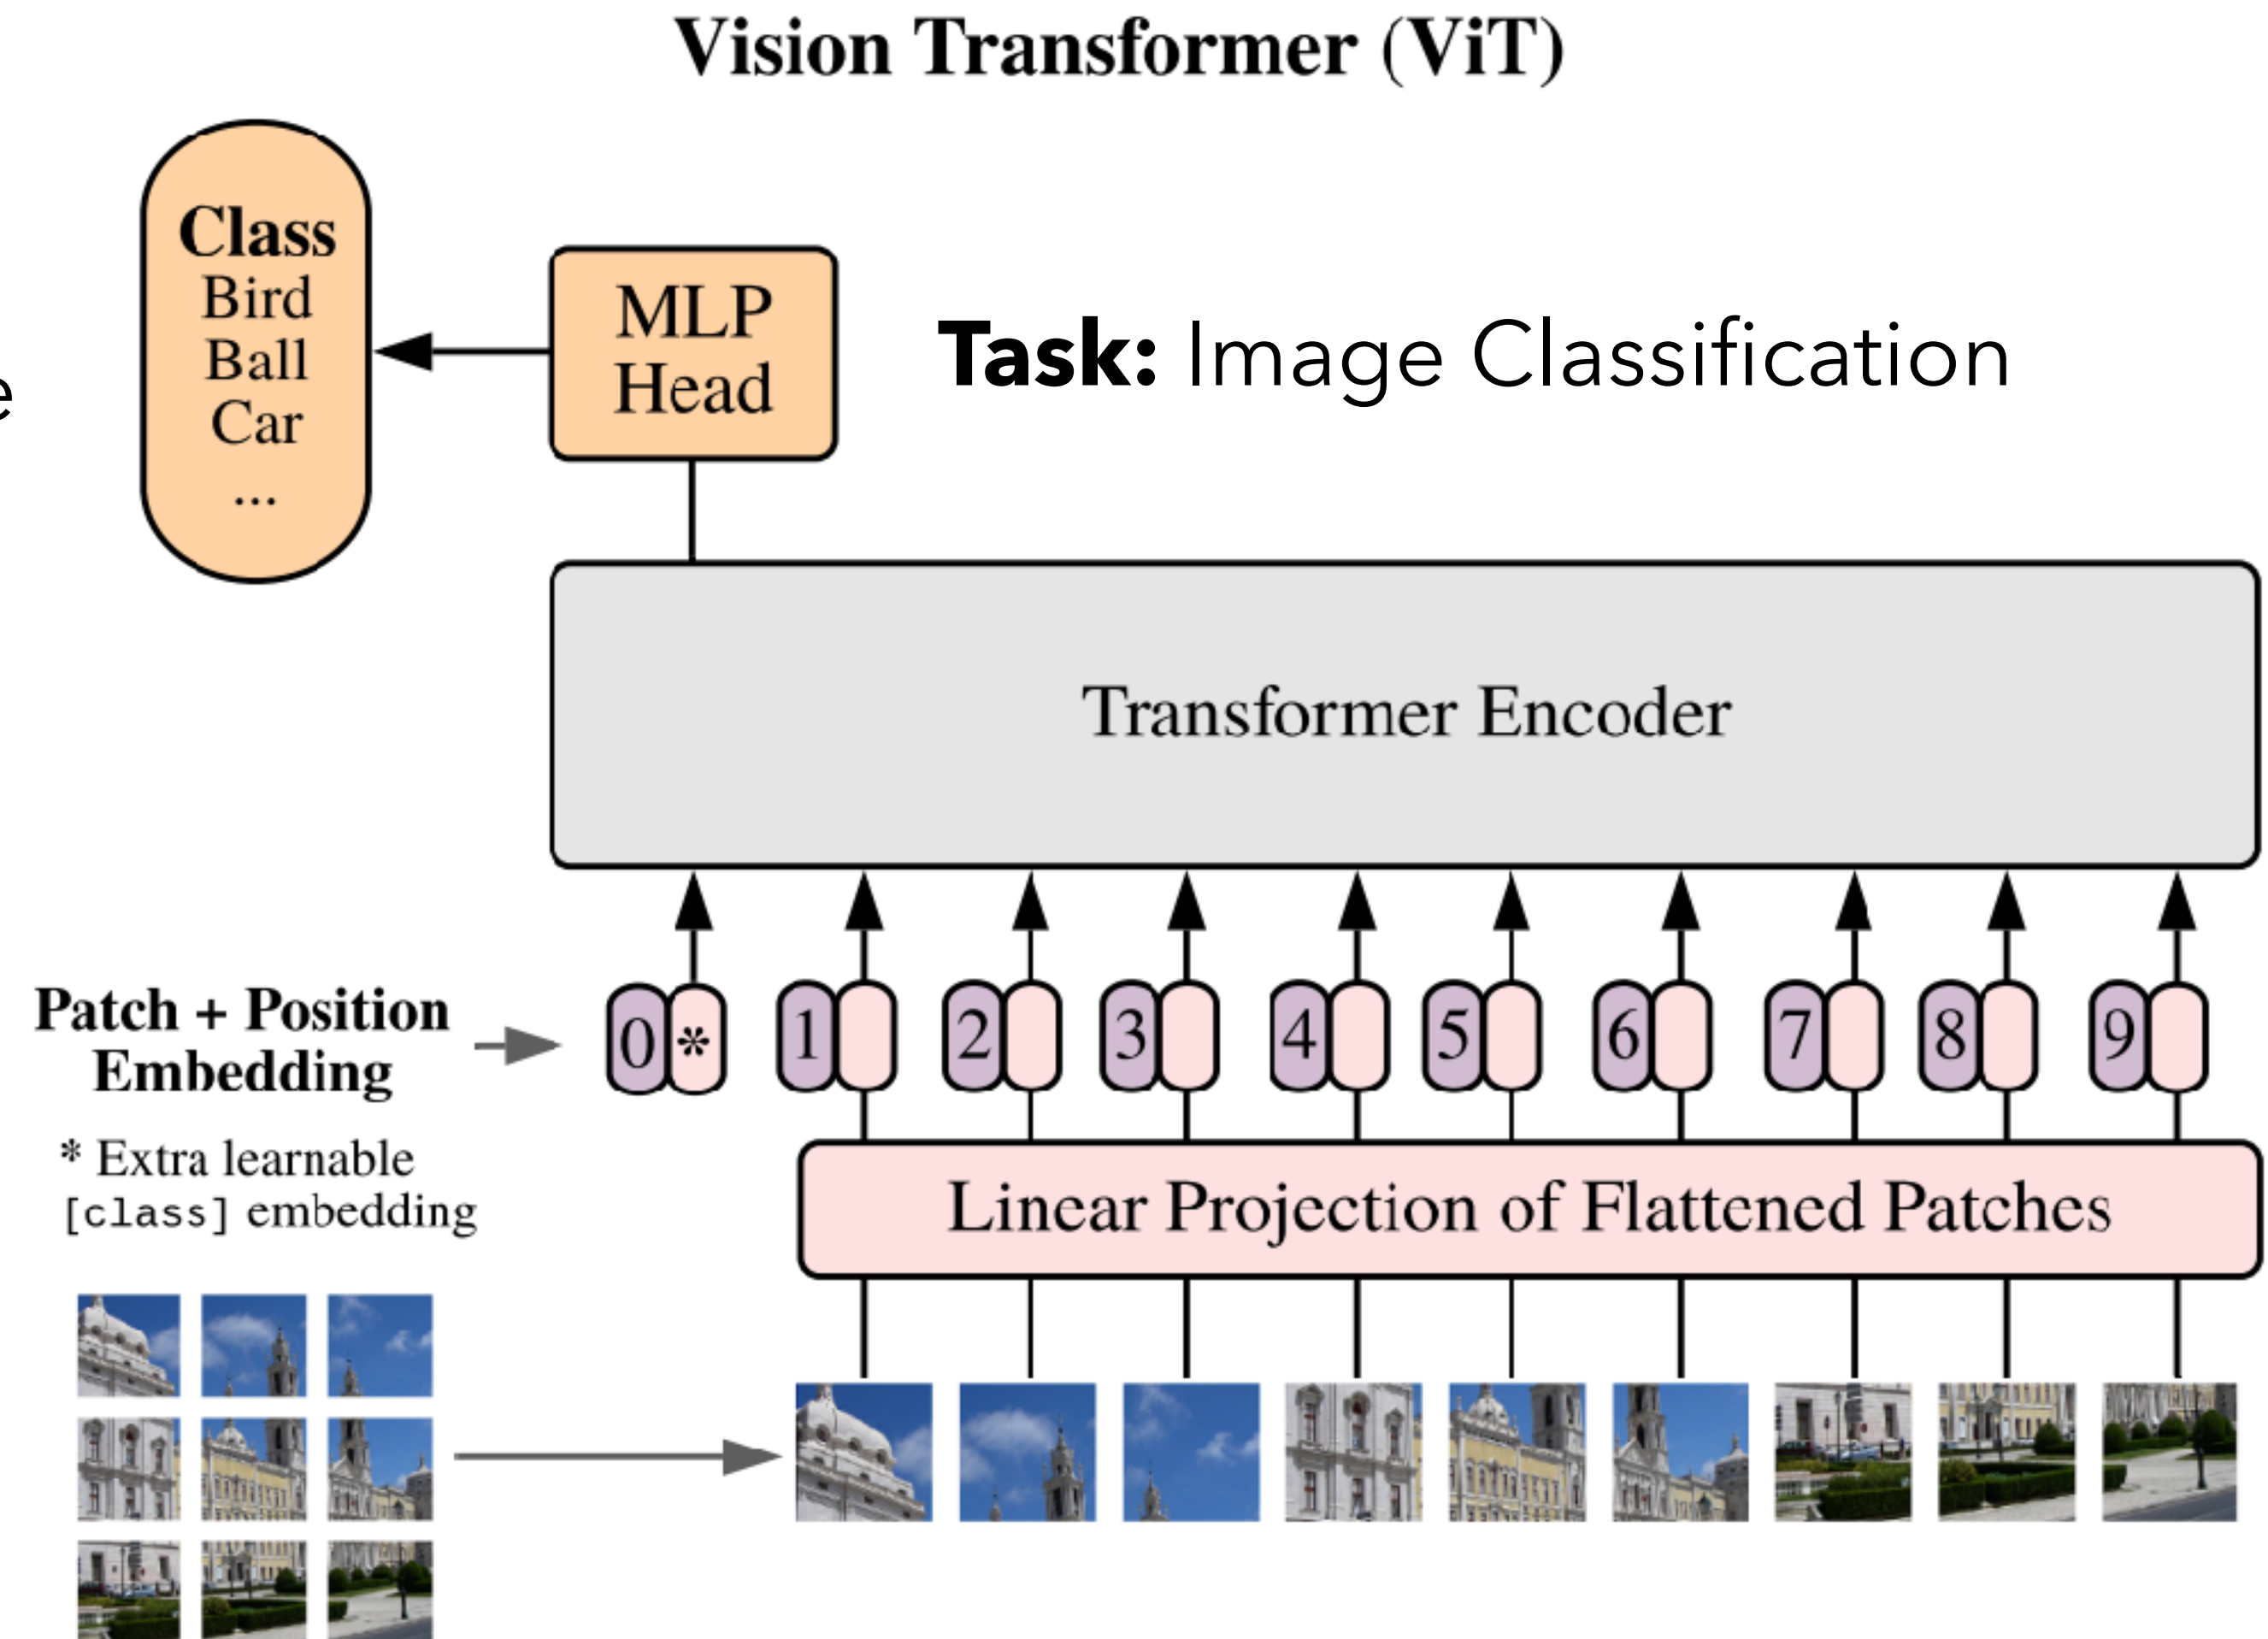 Vision Transformer (ViT)
Class
Bird
Ball
Car
...
MLP
Head
Task: Image Classification
e
Transformer Encoder
Patch + Position
Embedding
0 * 1 2 3 4 5 6 7 8 9
* Extra learnable
[class] embedding
Linear Projection of Flattened Patches